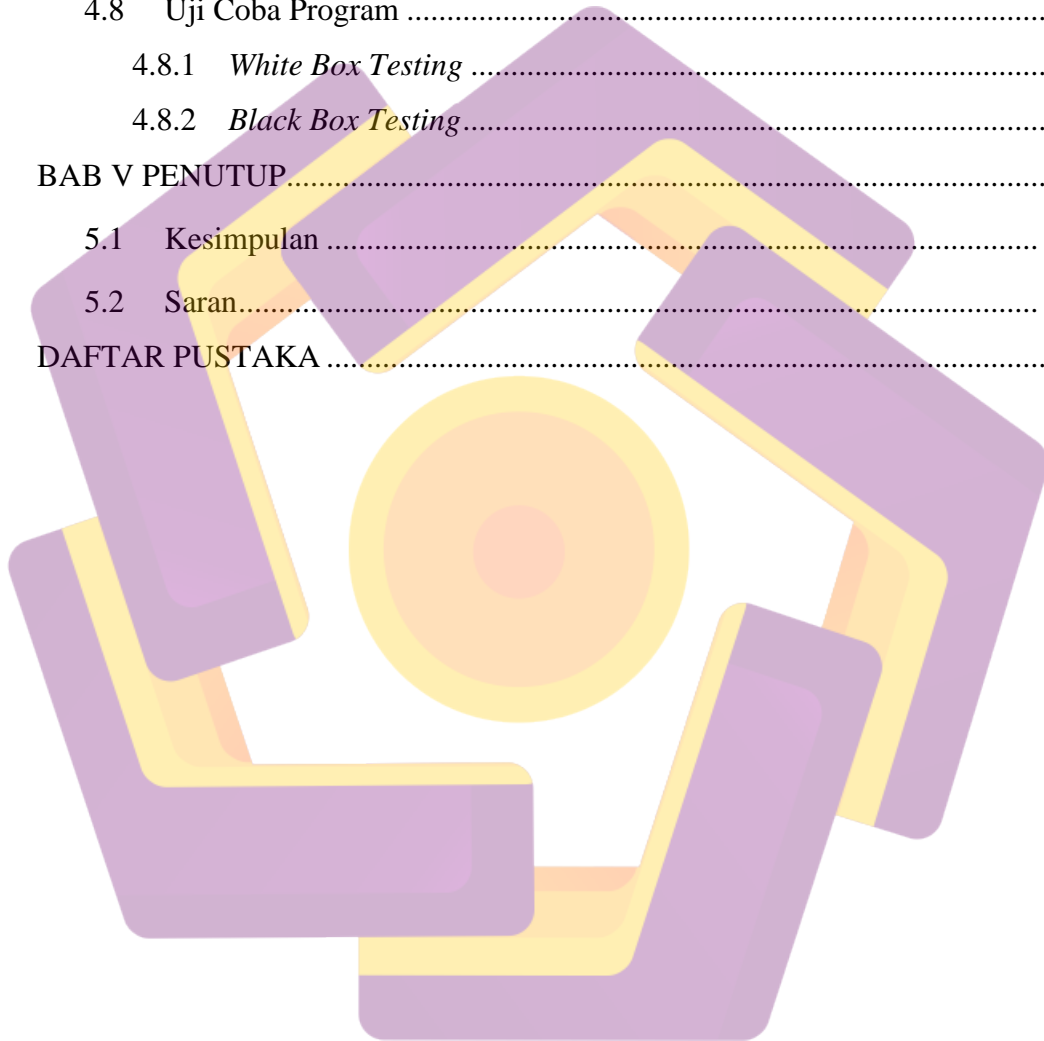 4.8 Uji Coba Program ........................................................................................
4.8.1 White Box Testing ................................................................................
4.8.2 Black Box Testing.................................................................................
BAB V PENUTUP.....................................................................................................
5.1 Kesimpulan ................................................................................................
5.2 Saran...........................................................................................................
DAFTAR PUSTAKA ................................................................................................